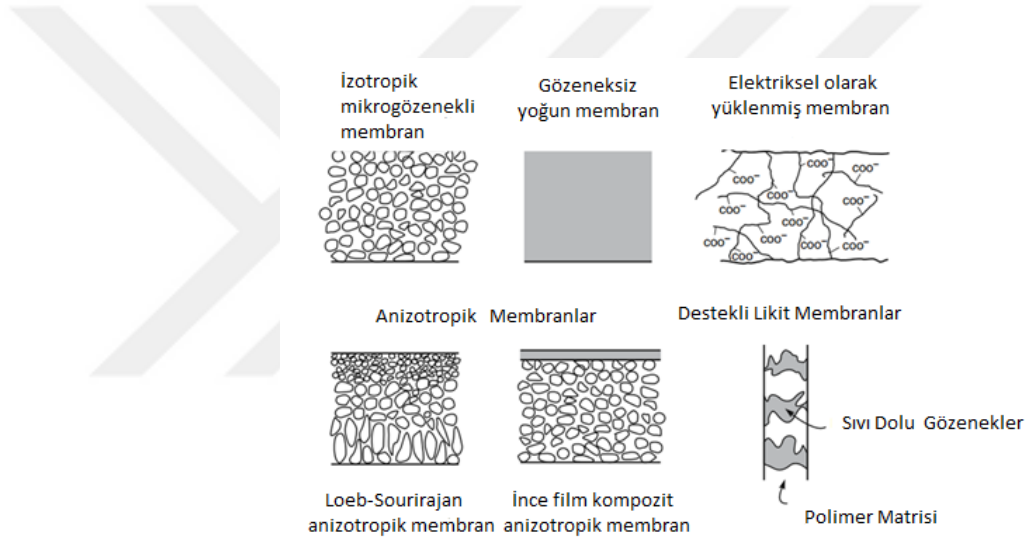 İzotropik
mikrogözenekli
membran
Gözeneksiz
yoğun membran
Elektriksel olarak
yüklenmiş membran
COO⁻
COO⁻
COO⁻
COO⁻
COO⁻
COO⁻
COO⁻
COO⁻
COO⁻
COO⁻
COO⁻
Anizotropik Membranlar
Destekli Likit Membranlar
Sıvı Dolu Gözenekler
Polimer Matrisi
Loeb-Sourirajan
anizotropik membran
İnce film kompozit
anizotropik membran